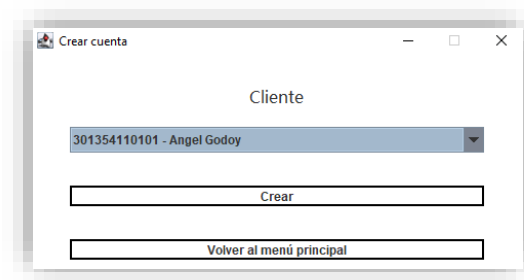 Crear cuenta
Cliente
301354110101 - Angel Godoy
Crear
Volver al menú principal